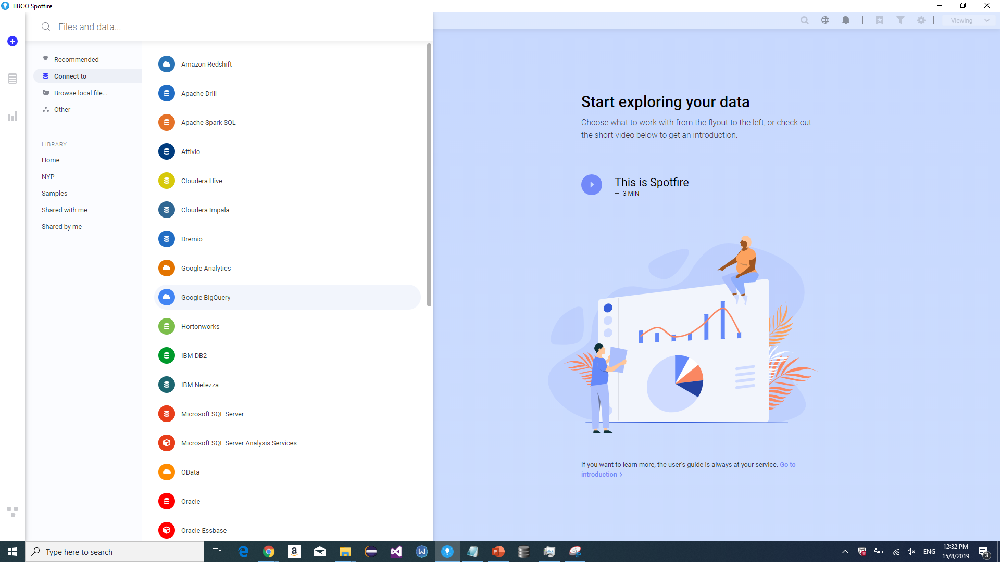 TIBCO Spotfire
Files and data...
Viewing
Recommended
Connect to
Browse local file...
Other
LIBRARY
Home
NYP
Samples
Shared with me
Shared by me
Amazon Redshift
Apache Drill
Apache Spark SQL
Attivio
Cloudera Hive
Cloudera Impala
Dremio
Google Analytics
Google BigQuery
Hortonworks
IBM DB2
IBM Netezza
Microsoft SQL Server
Microsoft SQL Server Analysis Services
OData
Oracle
Oracle Essbase
Start exploring your data
Choose what to work with from the flyout to the left, or check out
the short video below to get an introduction.
This is Spotfire
— 3 MIN
If you want to learn more, the user's guide is always at your service. Go to
introduction >
Type here to search
ENG
12:32 PM
15/8/2019
3